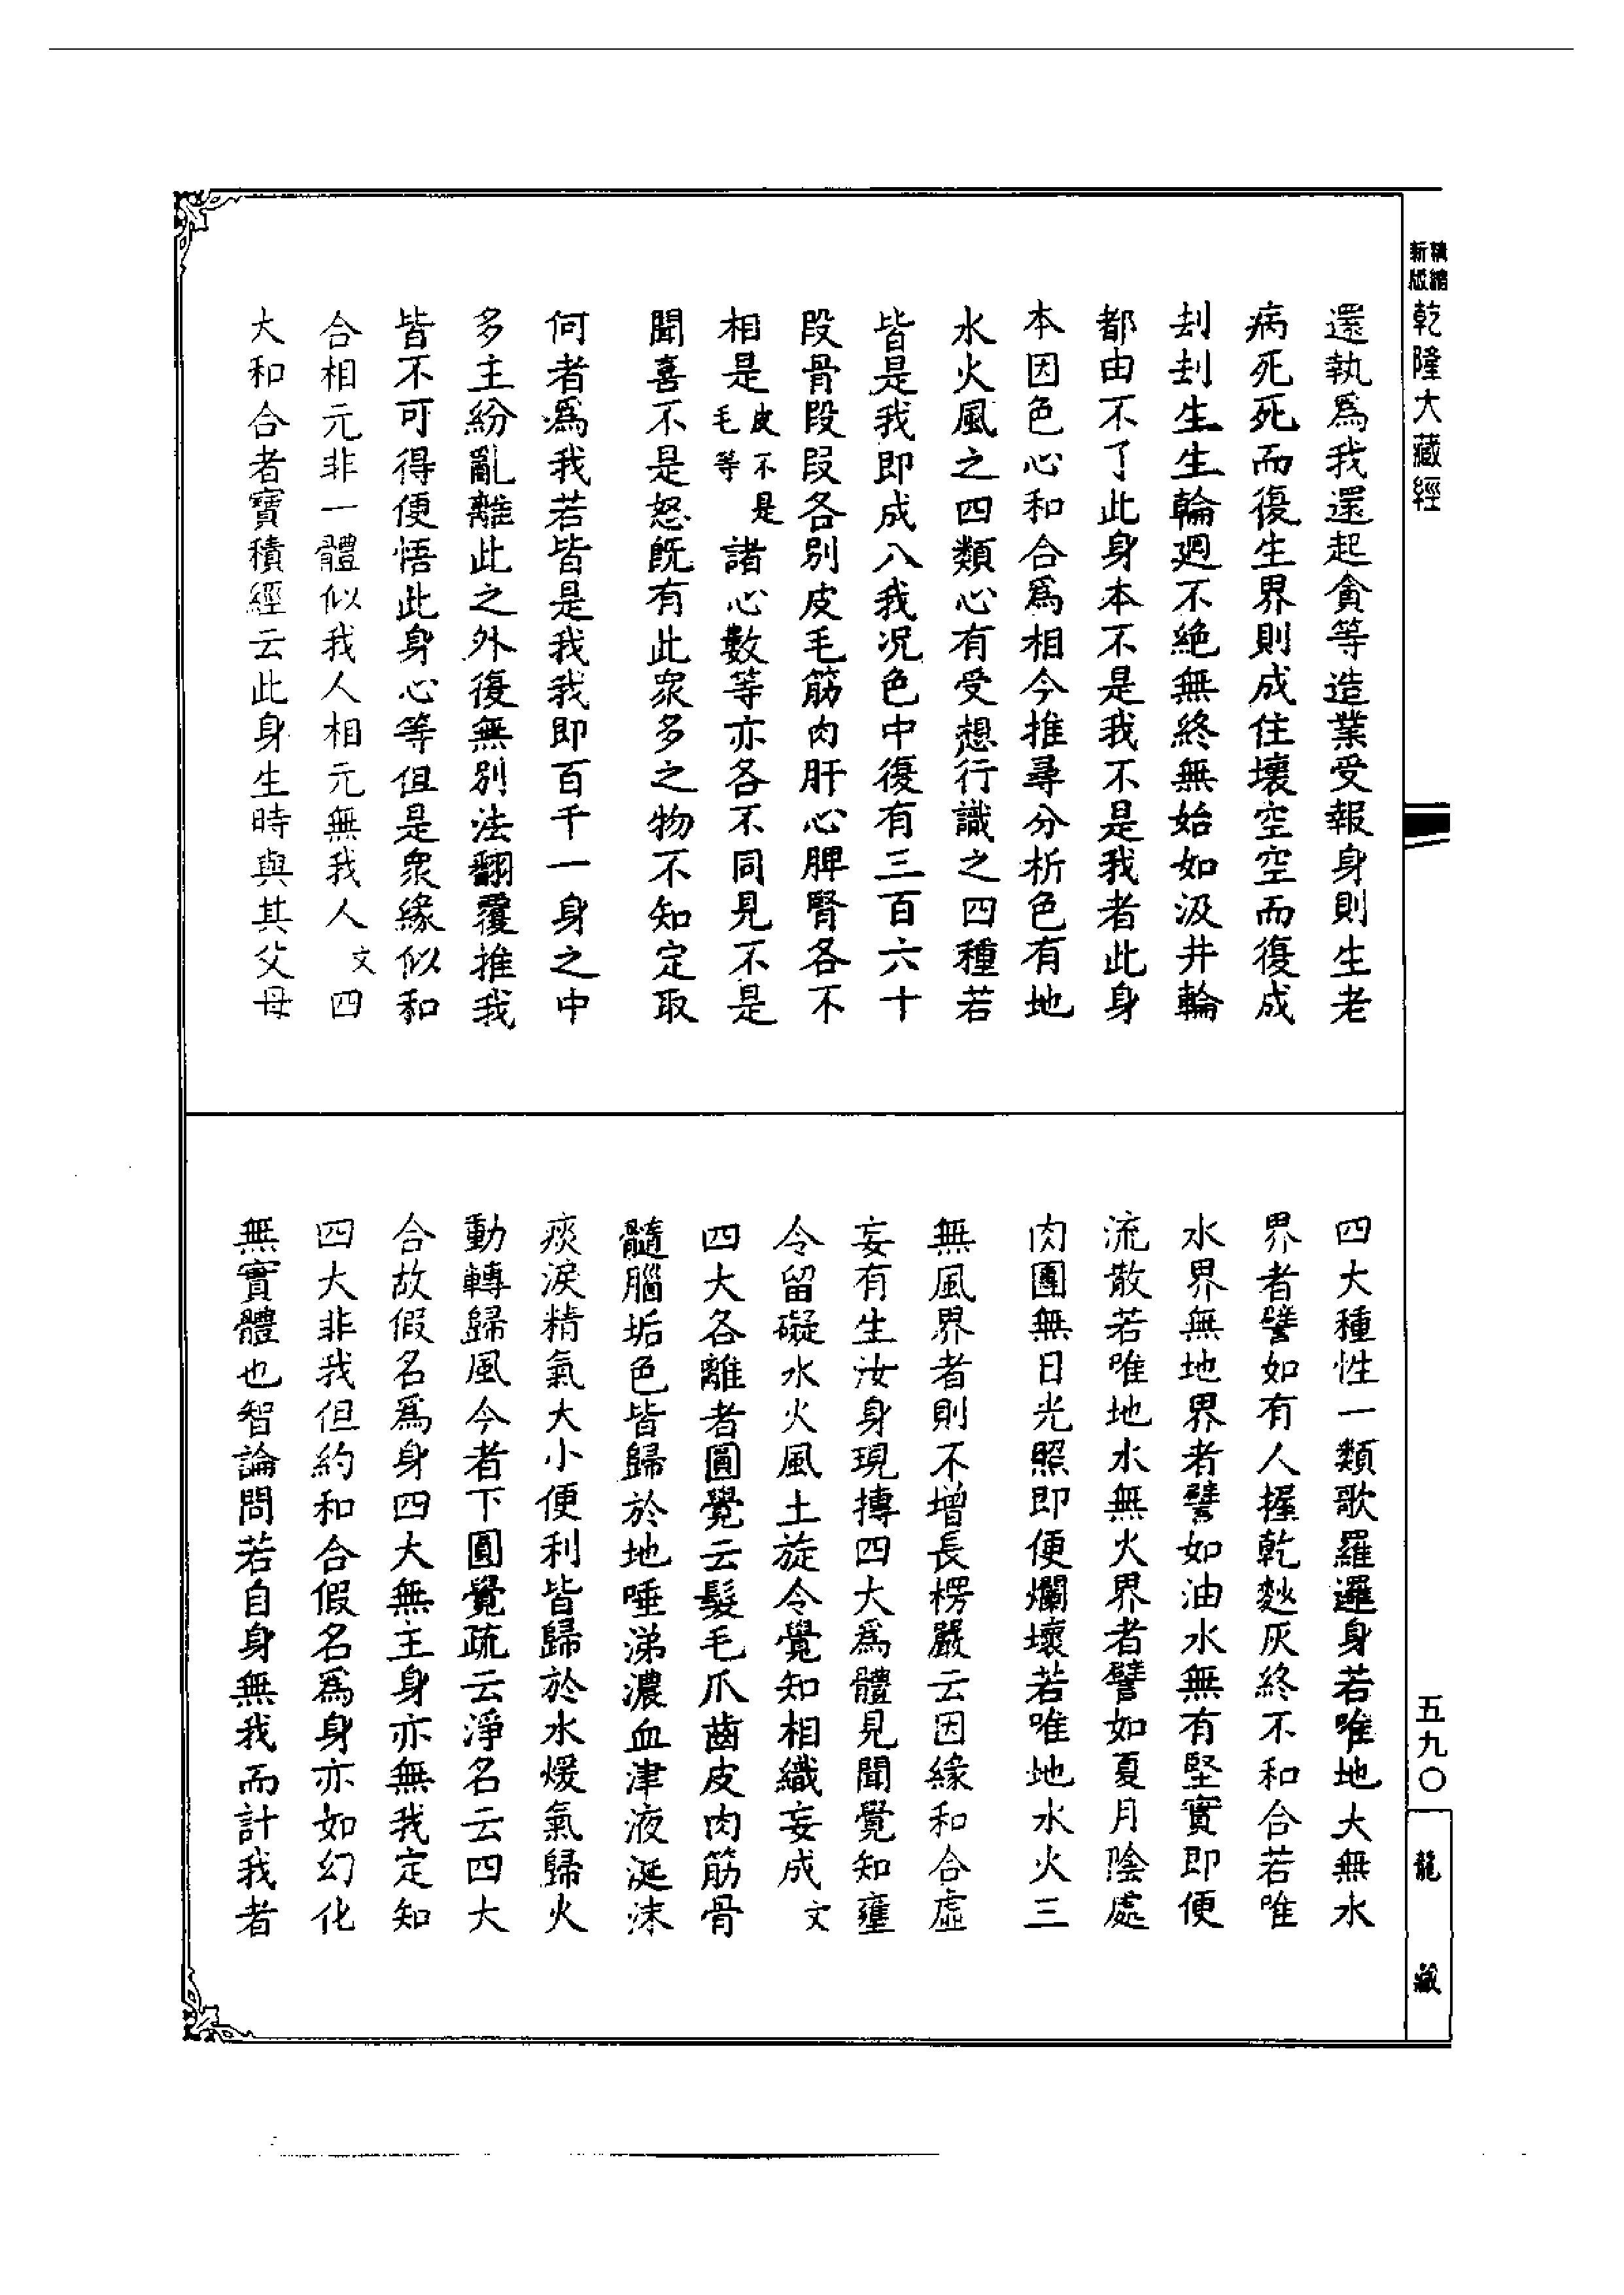 精縮新版
乾隆大藏經
還執爲我還起貪等造業受報身則生老
病死死而復生界則成住壞空空而復成
刦刦生生輪廻不絶無終無始如汲井輪
都由不了此身本不是我不是我者此身
本因色心和合爲相今推尋分析色有地
水火風之四類心有受想行識之四種若
皆是我即成八我况色中復有三百六十
段骨段段各别皮毛筋肉肝心脾腎各不
相是皮不是毛等諸心數等亦各不同見不是
聞喜不是怒既有此衆多之物不知定取
何者爲我若皆是我我即百千一身之中
多主紛亂離此之外復無别法翻覆推我
皆不可得便悟此身心等但是衆緣似和
合相元非一體似我人相元無我人文四
大和合者寶積經云此身生時與其父母
四大種性一類歌羅邏身若唯地大無水
界者譬如有人握乾麨灰終不和合若唯
水界無地界者譬如油水無有堅實即便
流散若唯地水無火界者譬如夏月陰處
肉團無日光照即便爛壞若唯地水火三
無風界者則不增長楞嚴云因緣和合虛
妄有生汝身現摶四大爲體見聞覺知壅
令留礙水火風土旋令覺知相織妄成文
四大各離者圓覺云髮毛爪齒皮肉筋骨
髓腦垢色皆歸於地唾涕濃血津液涎沫
痰淚精氣大小便利皆歸於水煖氣歸火
動轉歸風今者下圓覺疏云淨名云四大
合故假名爲身四大無主身亦無我定知
四大非我但約和合假名爲身亦如幻化
無實體也智論問若自身無我而計我者
五九〇
龍藏